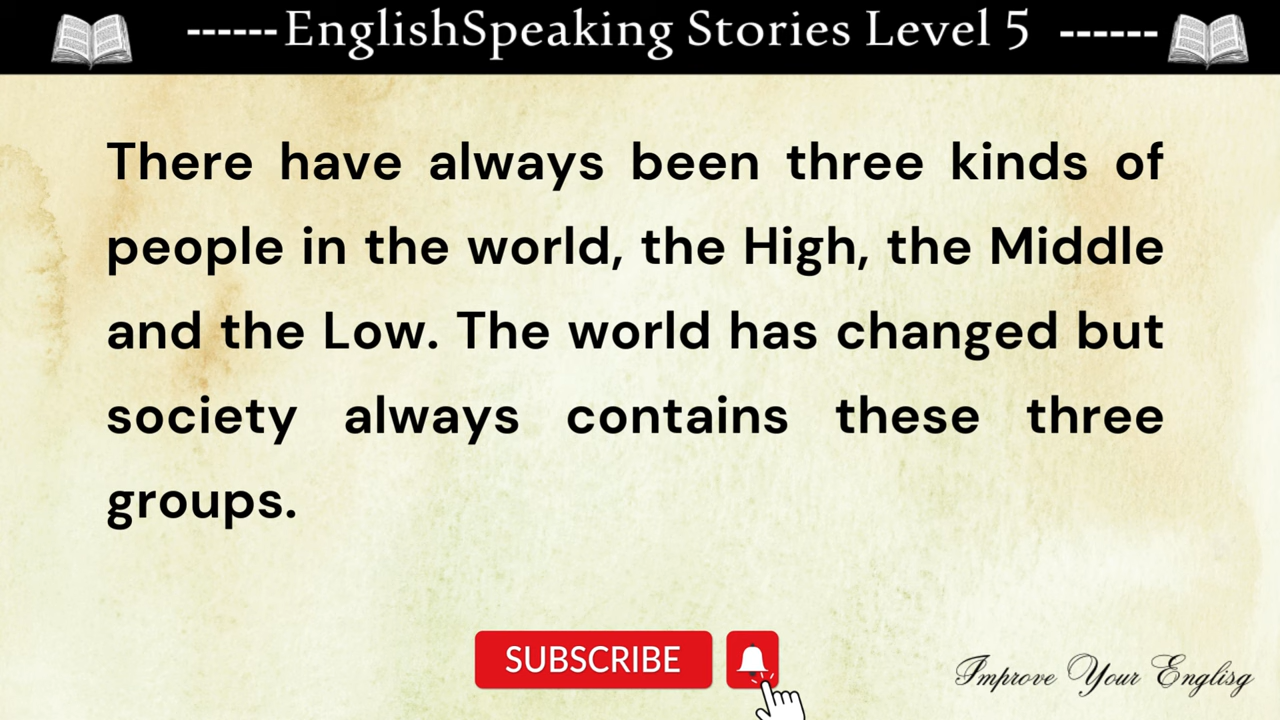 ------EnglishSpeaking Stories Level 5 ------
There have always been three kinds of
people in the world, the High, the Middle
and the Low. The world has changed but
society always contains these three
groups.
SUBSCRIBE
Improve Your Englisg